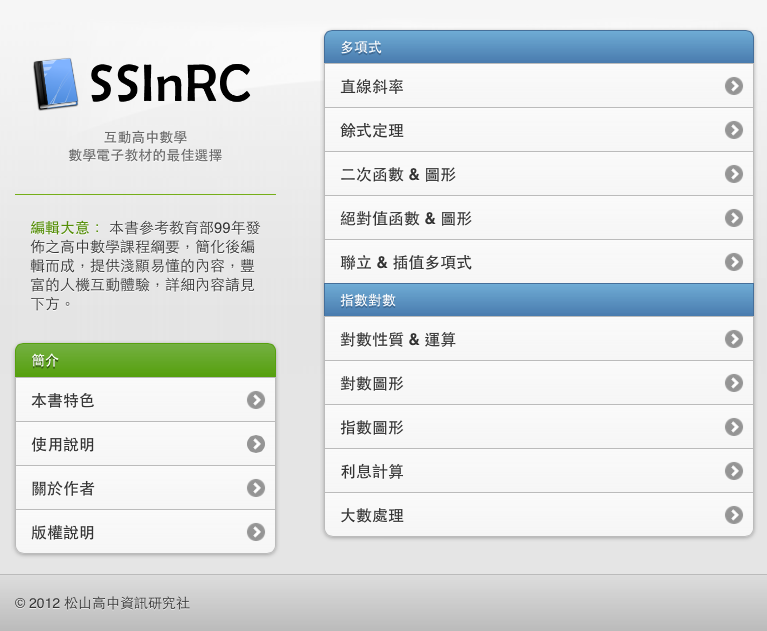 SSInRC
互動高中數學
數學電子教材的最佳選擇
編輯大意： 本書參考教育部99年發
佈之高中數學課程綱要，簡化後編
輯而成，提供淺顯易懂的內容，豐
富的人機互動體驗，詳細內容請見
下方。
簡介
本書特色
使用說明
關於作者
版權說明
多項式
直線斜率
餘式定理
二次函數 & 圖形
絕對值函數 & 圖形
聯立 & 插值多項式
指數對數
對數性質 & 運算
對數圖形
指數圖形
利息計算
大數處理
© 2012 松山高中資訊研究社